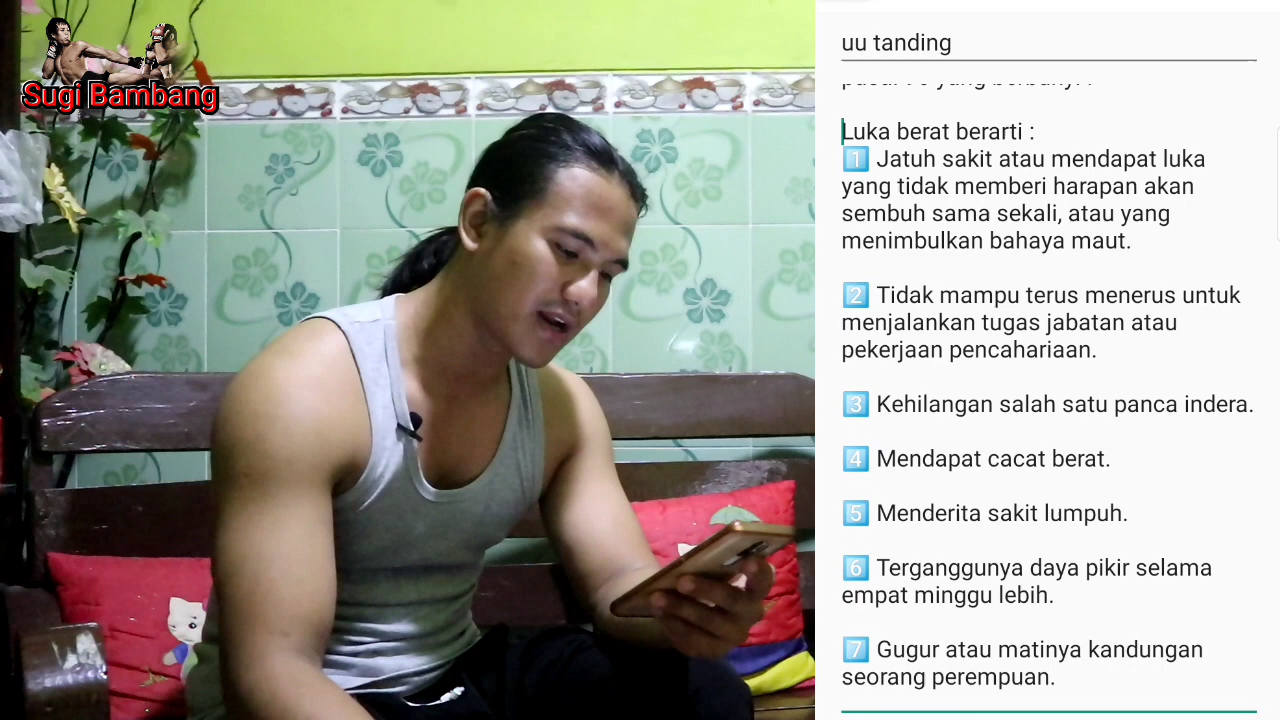 Sugi Bambang
uu tanding
Luka berat berarti :
1 Jatuh sakit atau mendapat luka
yang tidak memberi harapan akan
sembuh sama sekali, atau yang
menimbulkan bahaya maut.
2 Tidak mampu terus menerus untuk
menjalankan tugas jabatan atau
pekerjaan pencahariaan.
3 Kehilangan salah satu panca indera.
4 Mendapat cacat berat.
5 Menderita sakit lumpuh.
6 Terganggunya daya pikir selama
empat minggu lebih.
7 Gugur atau matinya kandungan
seorang perempuan.